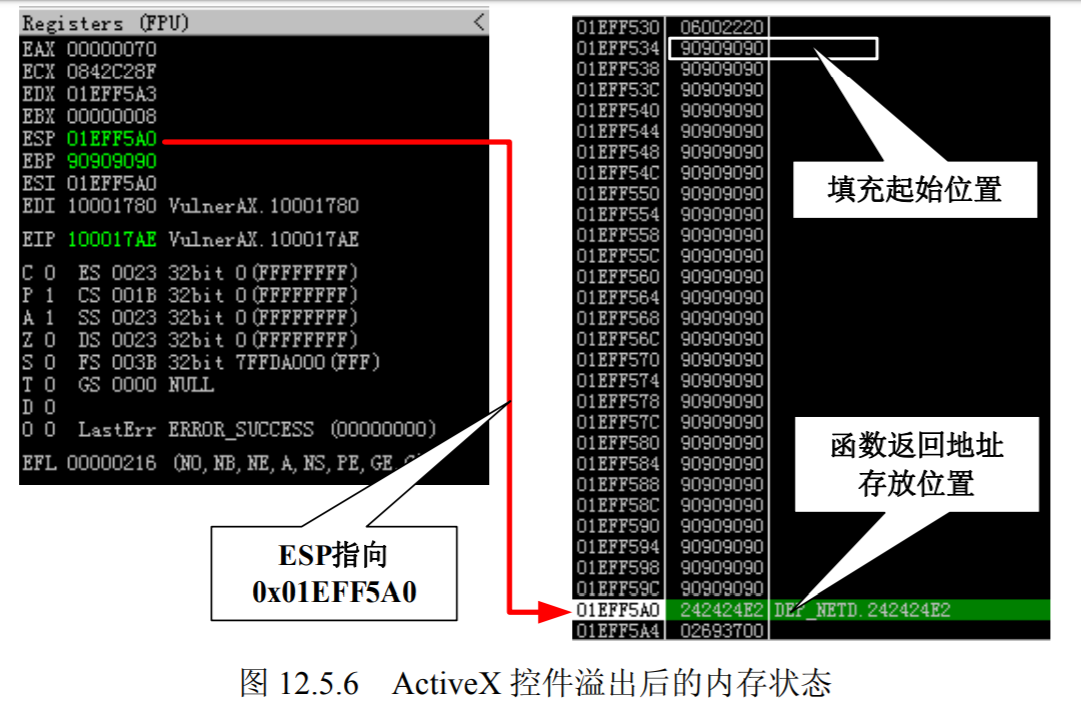 Registers (FPU) <
EAX 00000070
ECX 0842C28F
EDX 01EFF5A3
EBX 00000008
ESP 01EFF5A0
EBP 90909090
ESI 01EFF5A0
EDI 10001780 VulnerAX.10001780
EIP 100017AE VulnerAX.100017AE
C 0 ES 0023 32bit 0(FFFFFFFF)
P 1 CS 001B 32bit 0(FFFFFFFF)
A 1 SS 0023 32bit 0(FFFFFFFF)
Z 0 DS 0023 32bit 0(FFFFFFFF)
S 0 FS 003B 32bit 7FFDA000(FFF)
T 0 GS 0000 NULL
D 0
O 0 LastErr ERROR_SUCCESS (00000000)
EFL 00000216 (NO,NB,NE,A,NS,PE,GE,
ESP指向
0x01EFF5A0
01EFF530 06002220
01EFF534 90909090
01EFF538 90909090
01EFF53C 90909090
01EFF540 90909090
01EFF544 90909090
01EFF548 90909090
01EFF54C 90909090
01EFF550 90909090
01EFF554 90909090
01EFF558 90909090
01EFF55C 90909090
01EFF560 90909090
01EFF564 90909090
01EFF568 90909090
01EFF56C 90909090
01EFF570 90909090
01EFF574 90909090
01EFF578 90909090
01EFF57C 90909090
01EFF580 90909090
01EFF584 90909090
01EFF588 90909090
01EFF58C 90909090
01EFF590 90909090
01EFF594 90909090
01EFF598 90909090
01EFF59C 90909090
01EFF5A0 242424E2 DEP_NETD.242424E2
01EFF5A4 02693700
填充起始位置
函数返回地址
存放位置
图 12.5.6 ActiveX 控件溢出后的内存状态